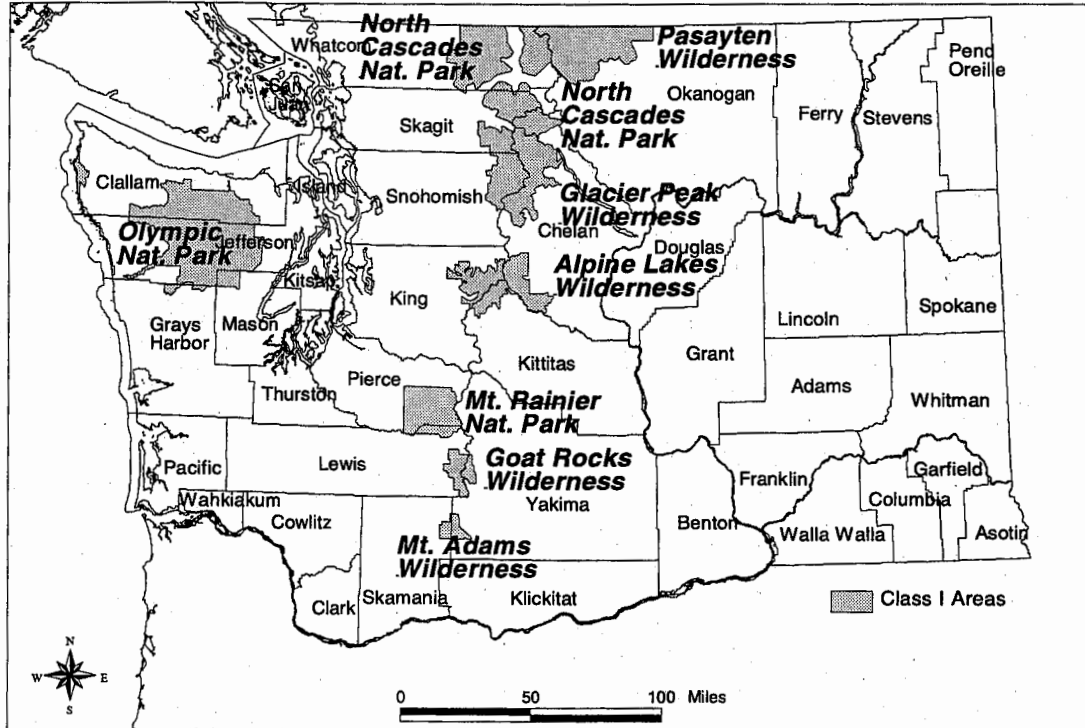 North
Cascades
Nat. Park
Whatcom
Pasayten
Wilderness
Pend
Oreille
San
Juan
North
Cascades
Nat. Park
Okanogan
Ferry
Stevens
Skagit
Clallam
Island
Snohomish
Glacier Peak
Wilderness
Chelan
Olympic
Nat. Park
Jefferson
Douglas
Alpine Lakes
Wilderness
Kitsap
King
Spokane
Lincoln
Grays
Harbor
Mason
Grant
Kittitas
Pierce
Thurston
Adams
Whitman
Mt. Rainier
Nat. Park
Pacific
Lewis
Goat Rocks
Wilderness
Yakima
Franklin
Garfield
Columbia
Wahkiakum
Cowlitz
Benton
Walla Walla
Asotin
Mt. Adams
Wilderness
Clark
Skamania
Klickitat
Class I Areas
N
W
E
S
0
50
100 Miles